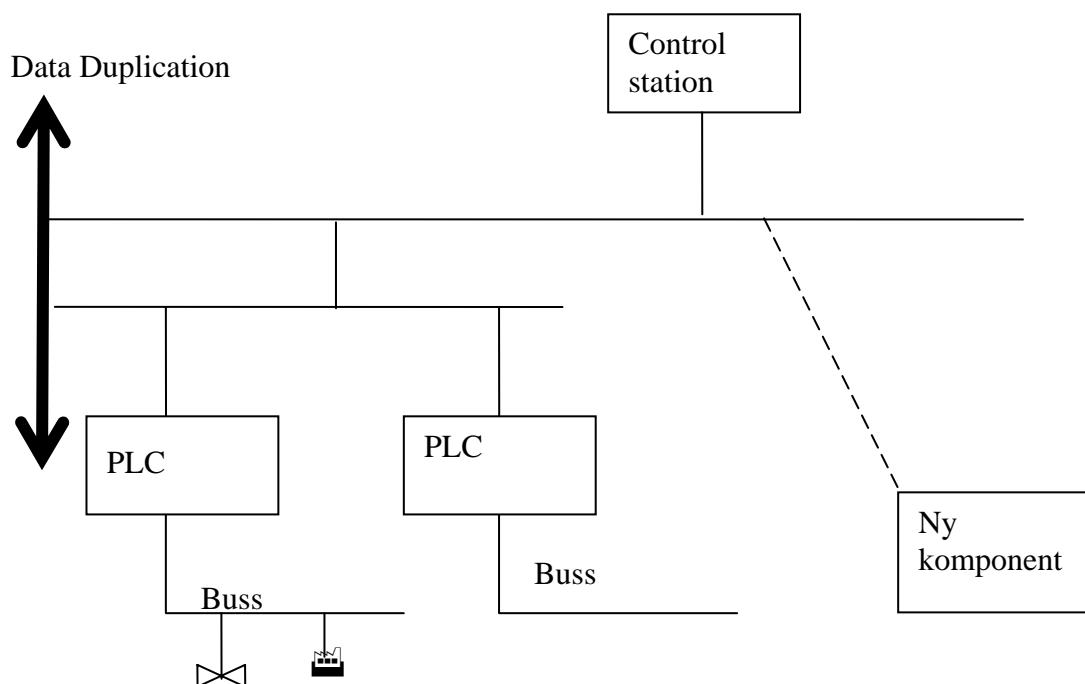 Control
station
Data Duplication
PLC
PLC
Ny
komponent
Buss
Buss